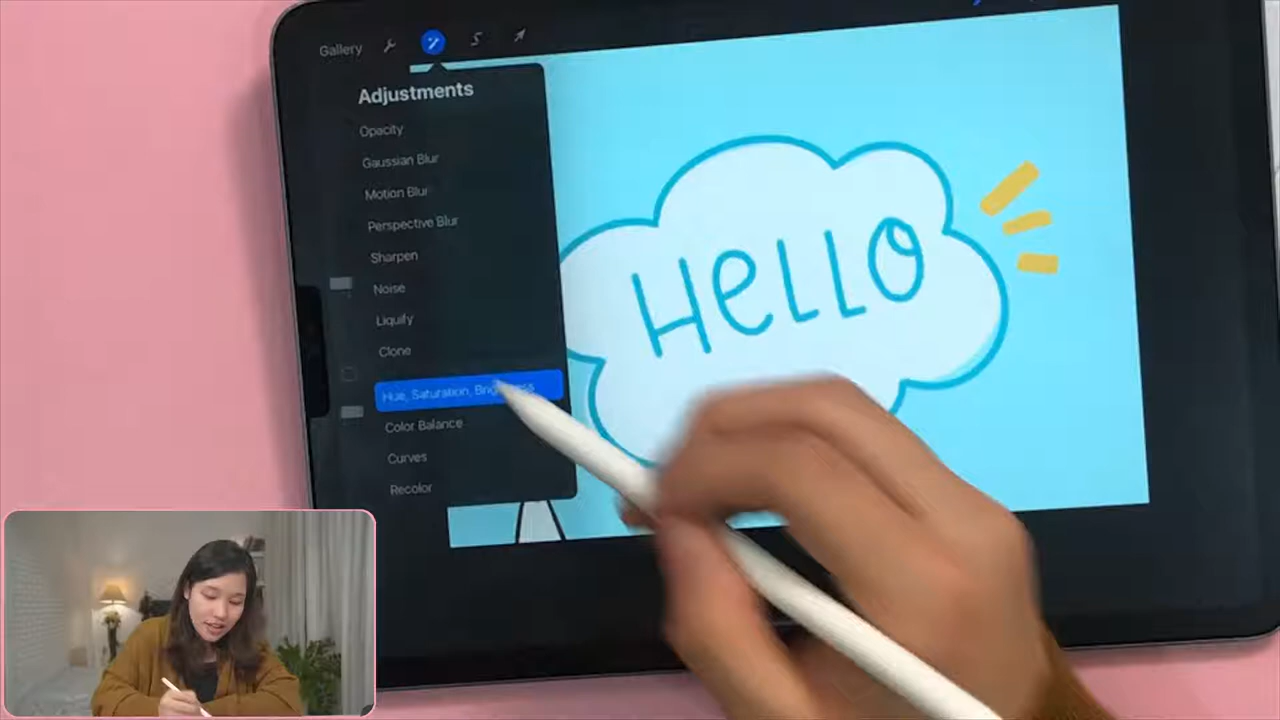 Gallery
Adjustments
Opacity
Gaussian Blur
Motion Blur
Perspective Blur
Sharpen
Noise
Liquify
Clone
Hue, Saturation, Brightness
Color Balance
Curves
Recolor
HeLLO